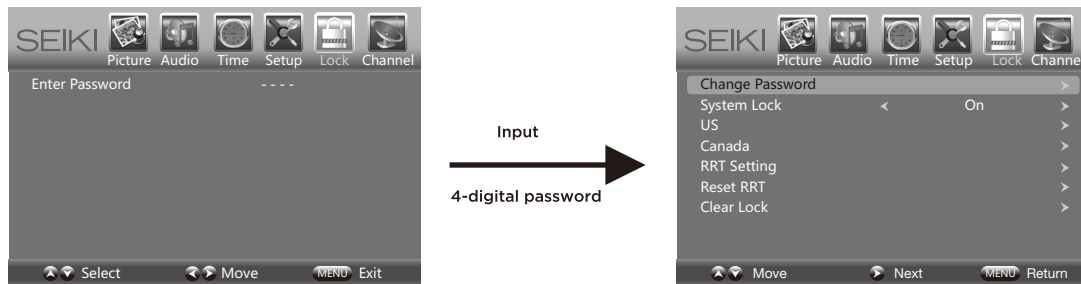 SEIKI
Picture Audio Time Setup Lock Channel
Enter Password - - - -
Select Move MENU Exit
Input
4-digital password
SEIKI
Picture Audio Time Setup Lock Channe
Change Password
System Lock On
US
Canada
RRT Setting
Reset RRT
Clear Lock
Move Next MENU Return